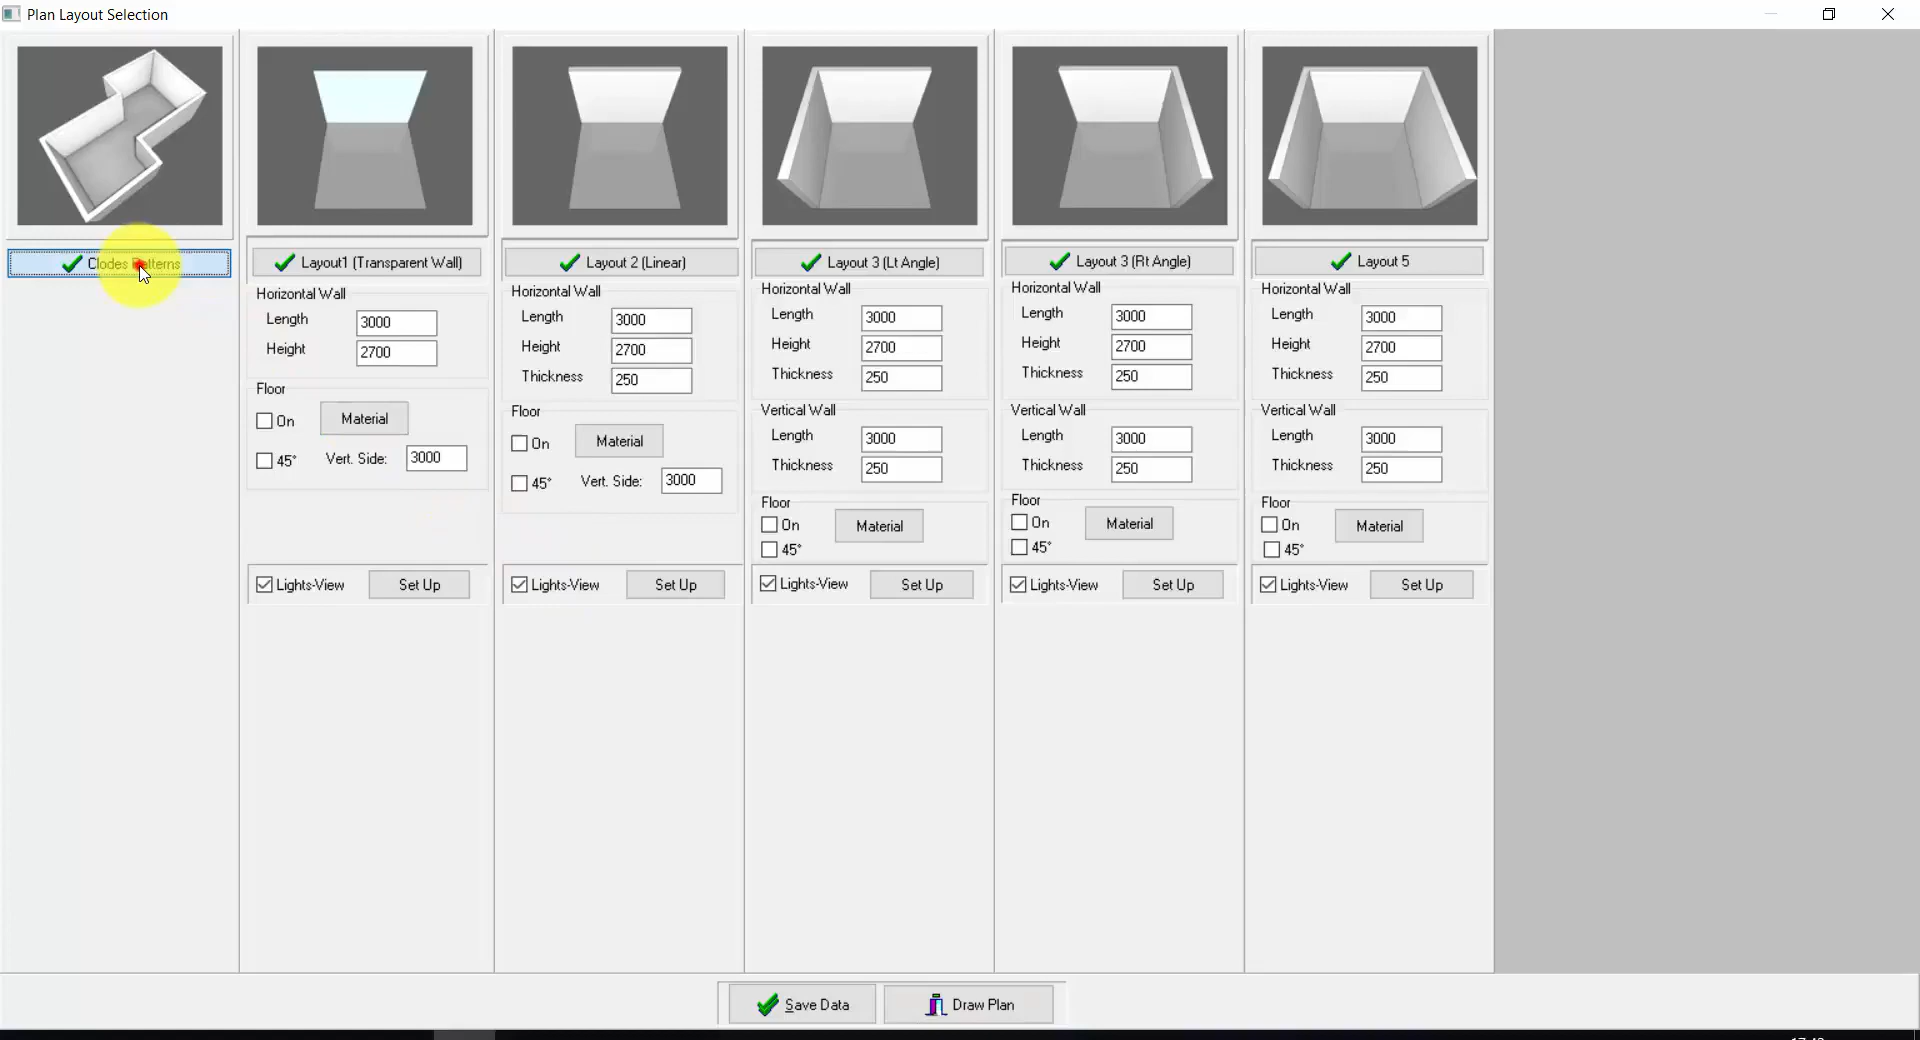 Plan Layout Selection
Clodes Patterns
Layout1 (Transparent Wall)
Horizontal Wall
Length 3000
Height 2700
Floor
On Material
45° Vert. Side: 3000
Lights-View Set Up
Layout 2 (Linear)
Horizontal Wall
Length 3000
Height 2700
Thickness 250
Floor
On Material
45° Vert. Side: 3000
Lights-View Set Up
Layout 3 (Lt Angle)
Horizontal Wall
Length 3000
Height 2700
Thickness 250
Vertical Wall
Length 3000
Thickness 250
Floor
On Material
45°
Lights-View Set Up
Layout 3 (Rt Angle)
Horizontal Wall
Length 3000
Height 2700
Thickness 250
Vertical Wall
Length 3000
Thickness 250
Floor
On Material
45°
Lights-View Set Up
Layout 5
Horizontal Wall
Length 3000
Height 2700
Thickness 250
Vertical Wall
Length 3000
Thickness 250
Floor
On Material
45°
Lights-View Set Up
Save Data Draw Plan